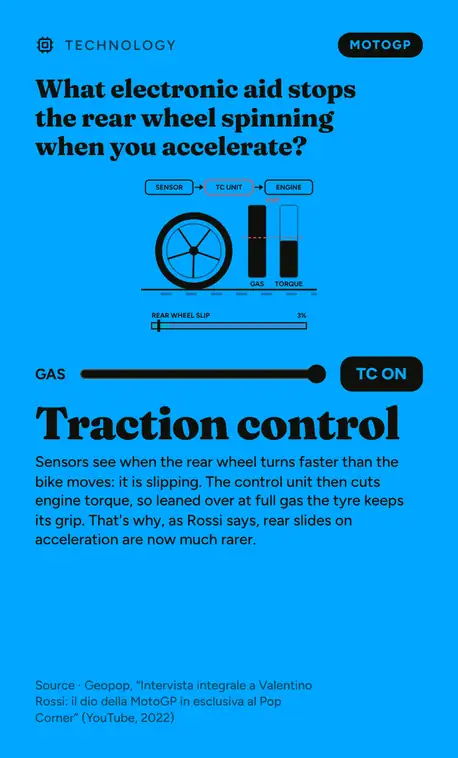 TECHNOLOGY
MOTOGP
What electronic aid stops
the rear wheel spinning
when you accelerate?
SENSOR
TC UNIT
ENGINE
GAS
TORQUE
REAR WHEEL SLIP
3%
GAS
TC ON
Traction control
Sensors see when the rear wheel turns faster than the
bike moves: it is slipping. The control unit then cuts
engine torque, so leaned over at full gas the tyre keeps
its grip. That's why, as Rossi says, rear slides on
acceleration are now much rarer.
Source · Geopop, “Intervista integrale a Valentino
Rossi: il dio della MotoGP in esclusiva al Pop
Corner” (YouTube, 2022)